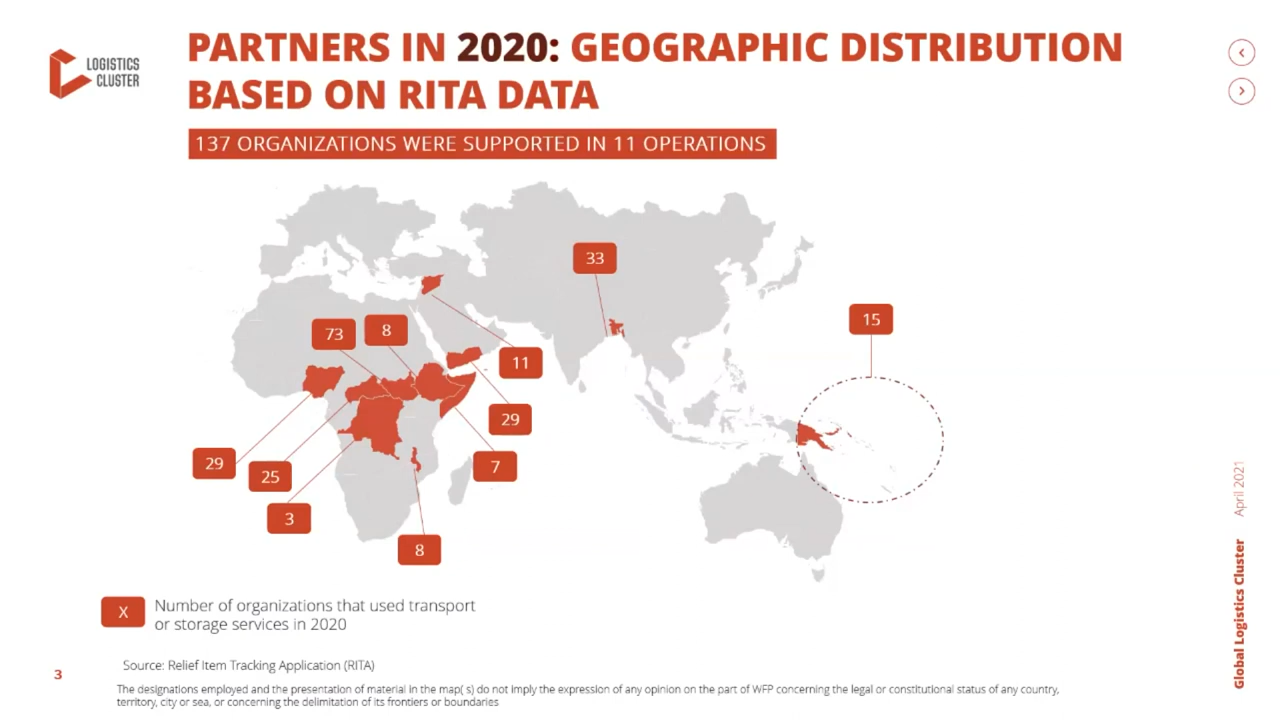 LOGISTICS
CLUSTER
PARTNERS IN 2020: GEOGRAPHIC DISTRIBUTION
BASED ON RITA DATA
137 ORGANIZATIONS WERE SUPPORTED IN 11 OPERATIONS
33
15
73
8
11
29
29
25
7
3
8
X
Number of organizations that used transport
or storage services in 2020
Source: Relief Item Tracking Application (RITA)
3
The designations employed and the presentation of material in the map( s) do not imply the expression of any opinion on the part of WFP concerning the legal or constitutional status of any country,
territory, city or sea, or concerning the delimitation of its frontiers or boundaries
Global Logistics Cluster April 2021